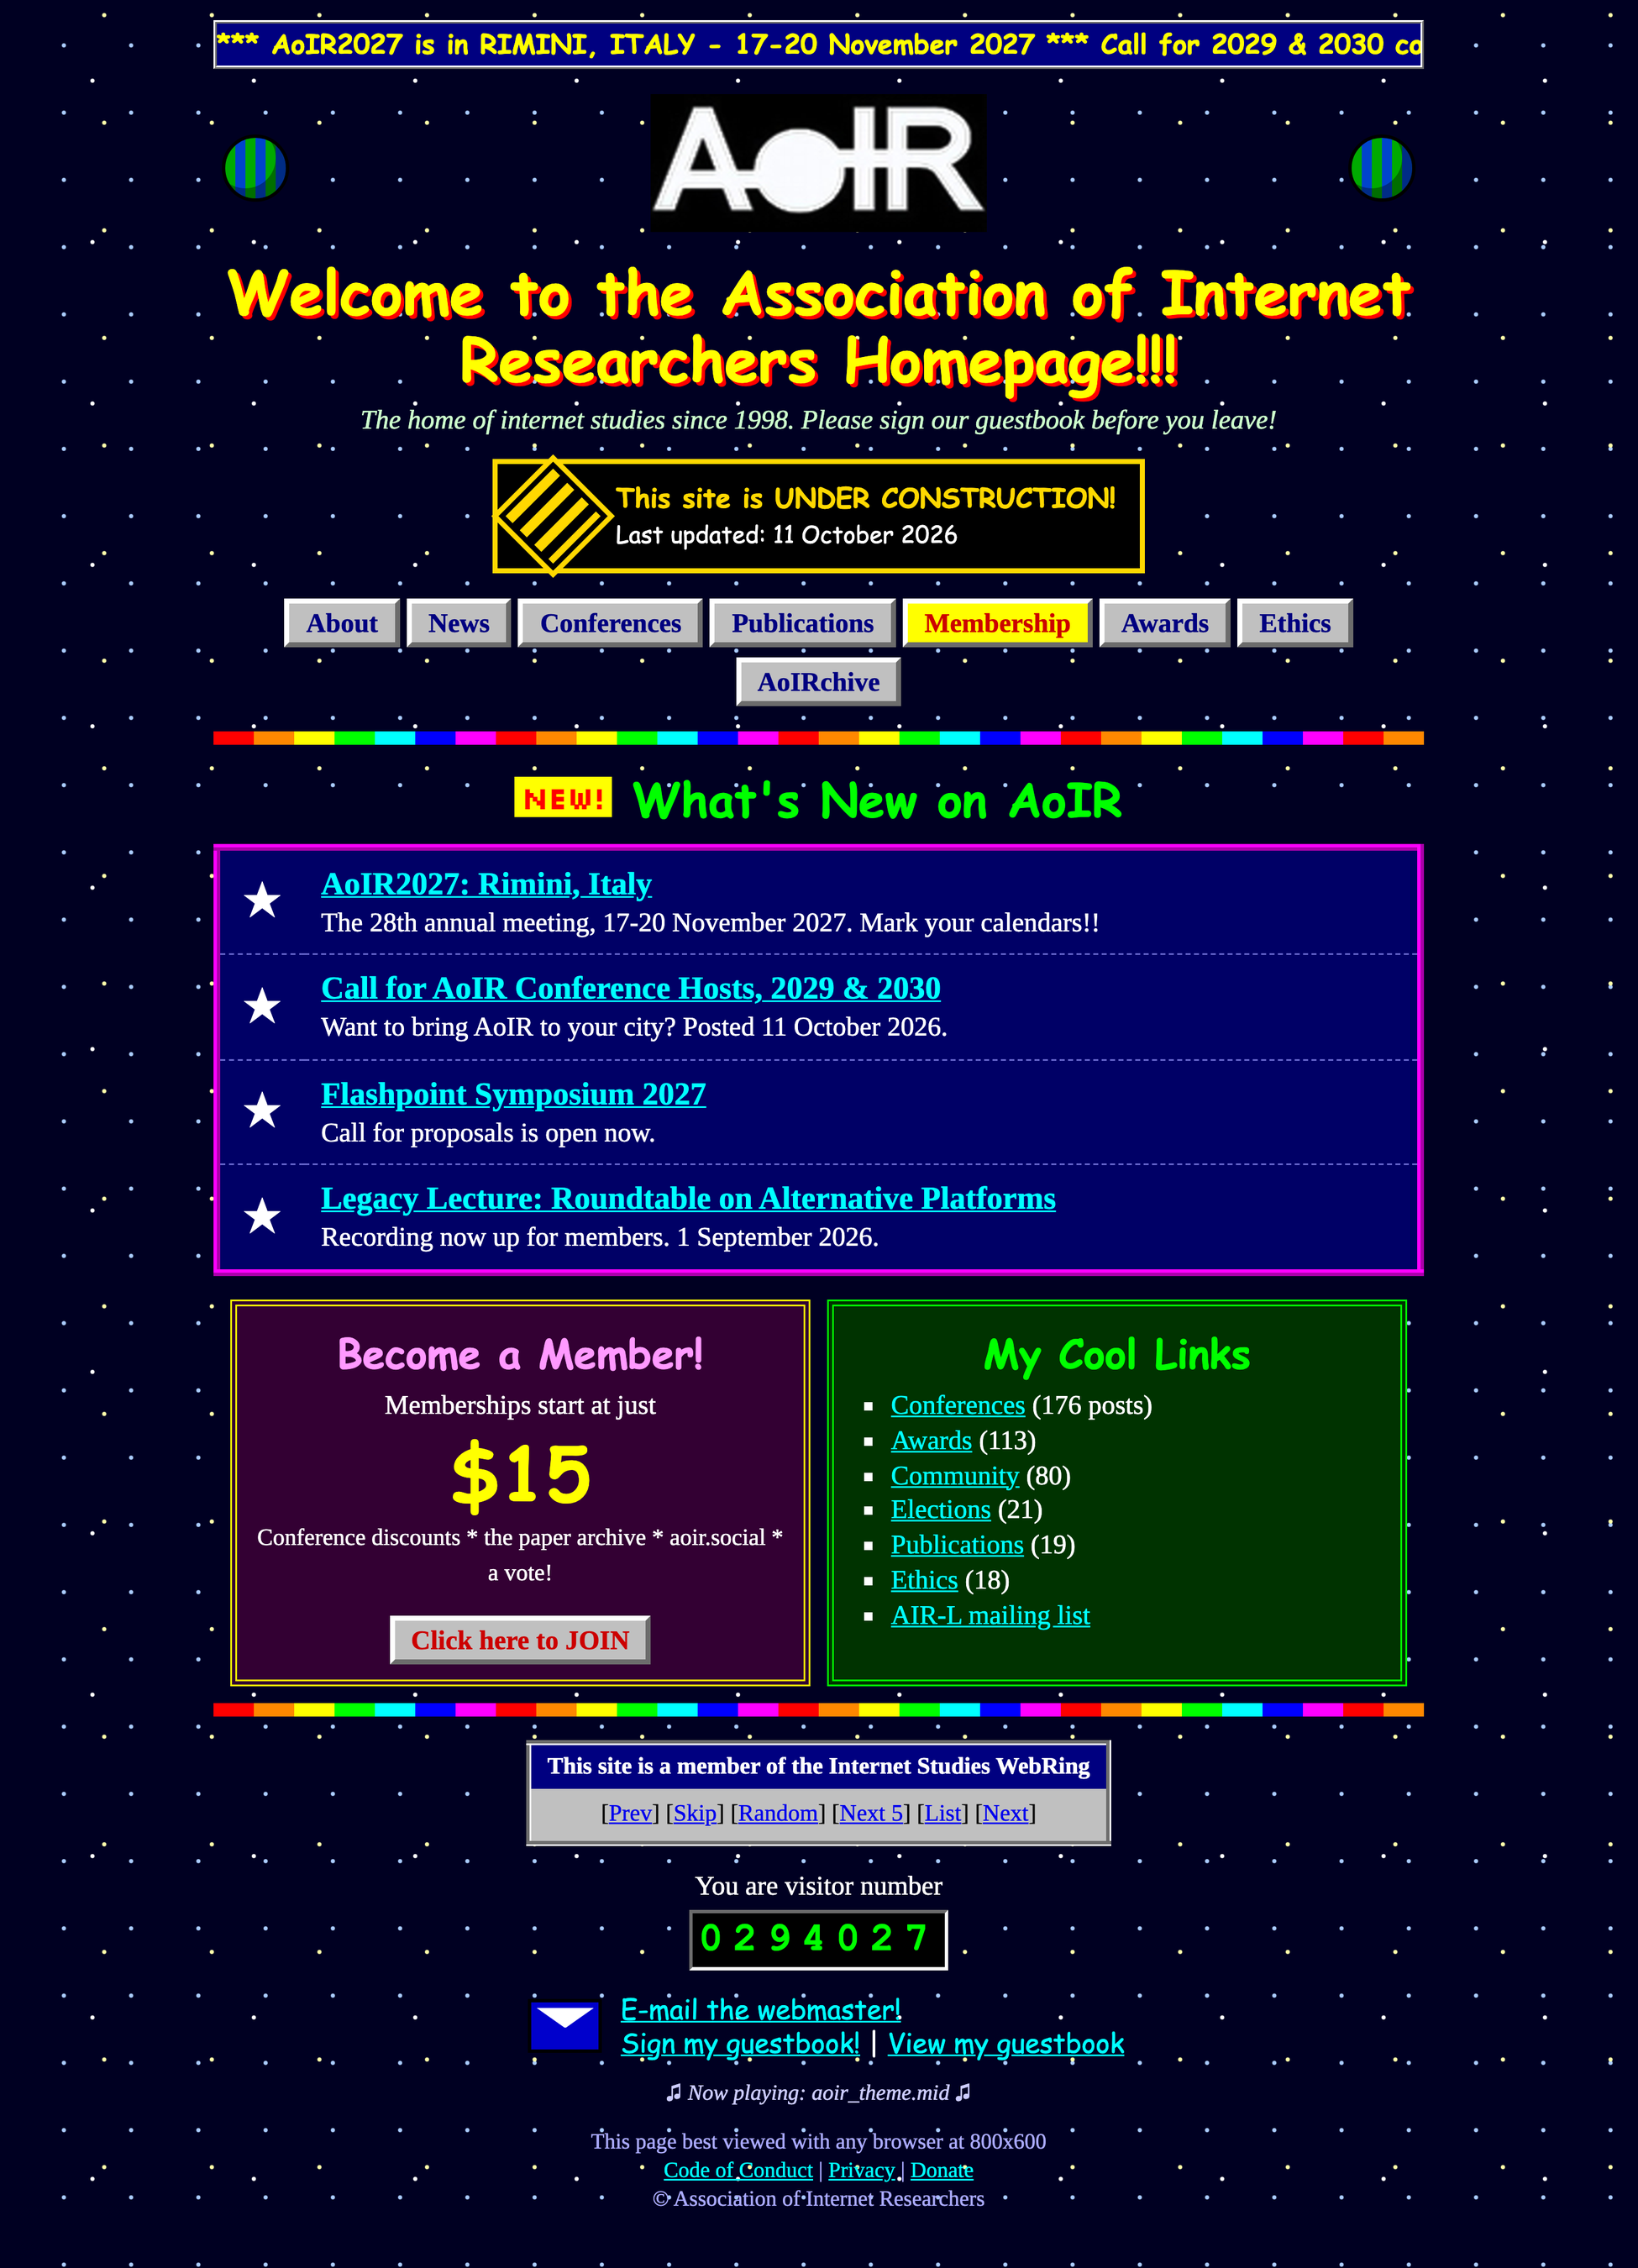 *** AoIR2027 is in RIMINI, ITALY - 17-20 November 2027 *** Call for 2029 & 2030 co
AoIR
Welcome to the Association of Internet
Researchers Homepage!!!
The home of internet studies since 1998. Please sign our guestbook before you leave!
This site is UNDER CONSTRUCTION!
Last updated: 11 October 2026
About News Conferences Publications Membership Awards Ethics
AoIRchive
NEW! What's New on AoIR
AoIR2027: Rimini, Italy
The 28th annual meeting, 17-20 November 2027. Mark your calendars!!
Call for AoIR Conference Hosts, 2029 & 2030
Want to bring AoIR to your city? Posted 11 October 2026.
Flashpoint Symposium 2027
Call for proposals is open now.
Legacy Lecture: Roundtable on Alternative Platforms
Recording now up for members. 1 September 2026.
Become a Member!
Memberships start at just
$15
Conference discounts * the paper archive * aoir.social *
a vote!
Click here to JOIN
My Cool Links
Conferences (176 posts)
Awards (113)
Community (80)
Elections (21)
Publications (19)
Ethics (18)
AIR-L mailing list
This site is a member of the Internet Studies WebRing
[Prev] [Skip] [Random] [Next 5] [List] [Next]
You are visitor number
0294027
E-mail the webmaster!
Sign my guestbook! | View my guestbook
♫ Now playing: aoir_theme.mid ♫
This page best viewed with any browser at 800x600
Code of Conduct | Privacy | Donate
© Association of Internet Researchers